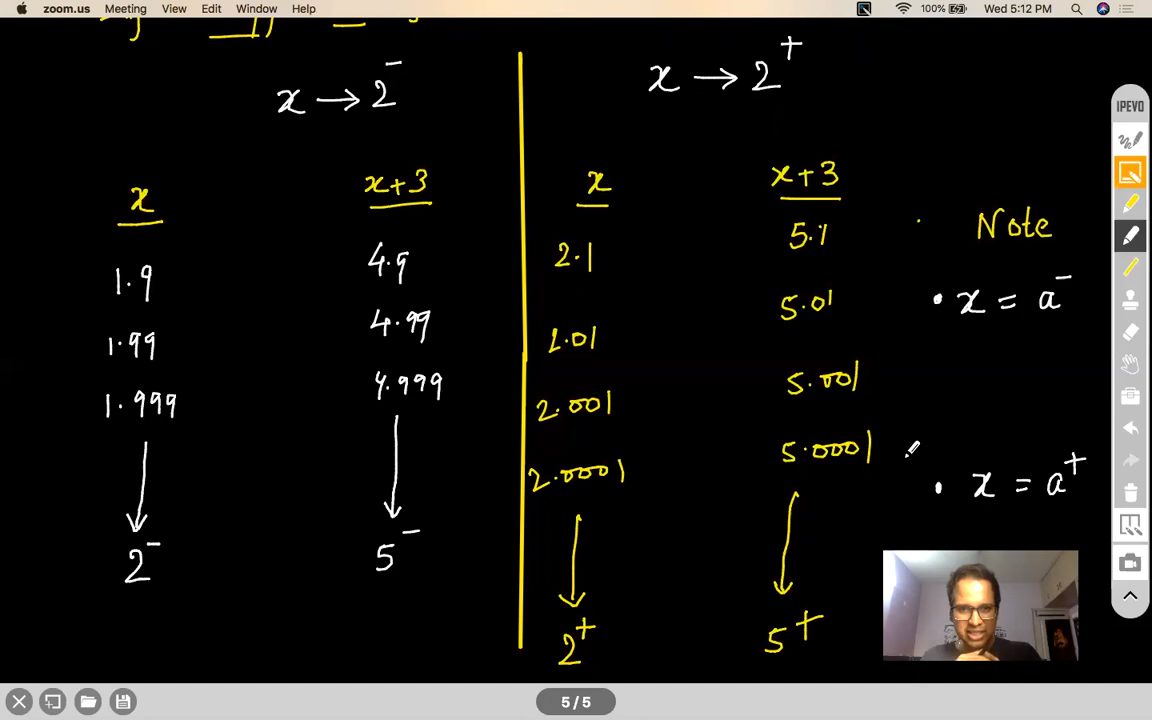 zoom.us Meeting View Edit Window Help 100% Wed 5:12 PM
x → 2⁻
x x+3
1.9 4.9
1.99 4.99
1.999 4.999
2⁻ 5⁻
x → 2⁺
x x+3
2.1 5.1
2.01 5.01
2.001 5.001
2.0001 5.0001
2⁺ 5⁺
Note
• x = a⁻
• x = a⁺
IPEVO
5 / 5